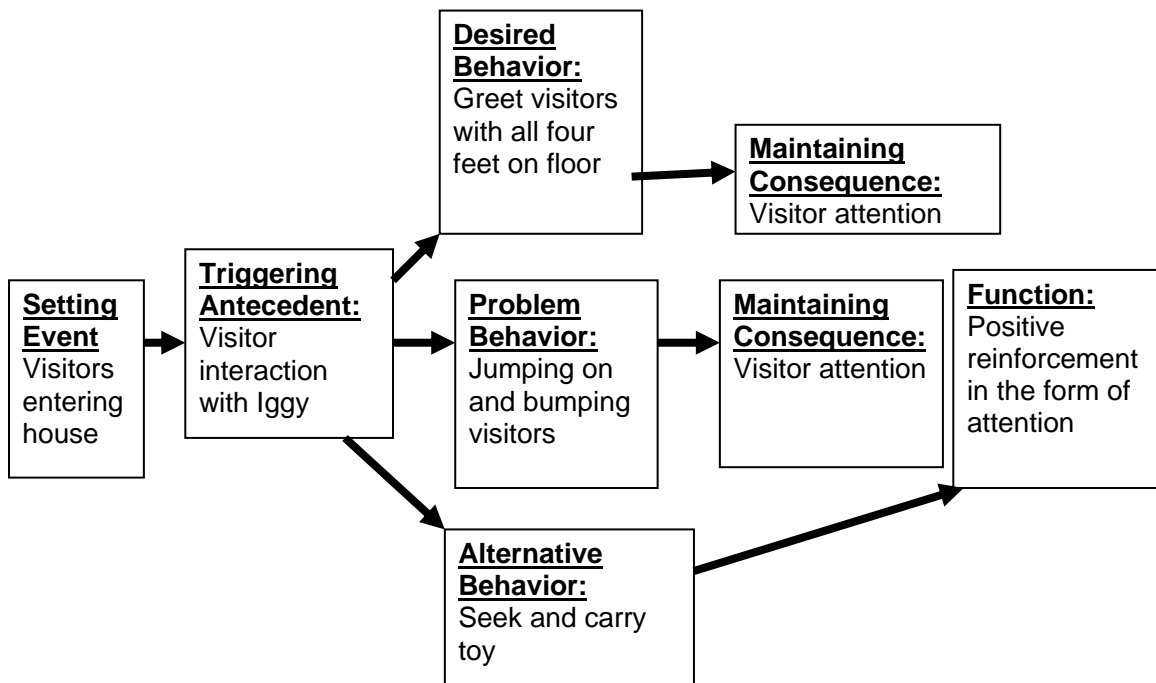 Desired
Behavior:
Greet visitors
with all four
feet on floor
Maintaining
Consequence:
Visitor attention
Setting
Event
Visitors
entering
house
Triggering
Antecedent:
Visitor
interaction
with Iggy
Problem
Behavior:
Jumping on
and bumping
visitors
Maintaining
Consequence:
Visitor attention
Function:
Positive
reinforcement
in the form of
attention
Alternative
Behavior:
Seek and carry
toy